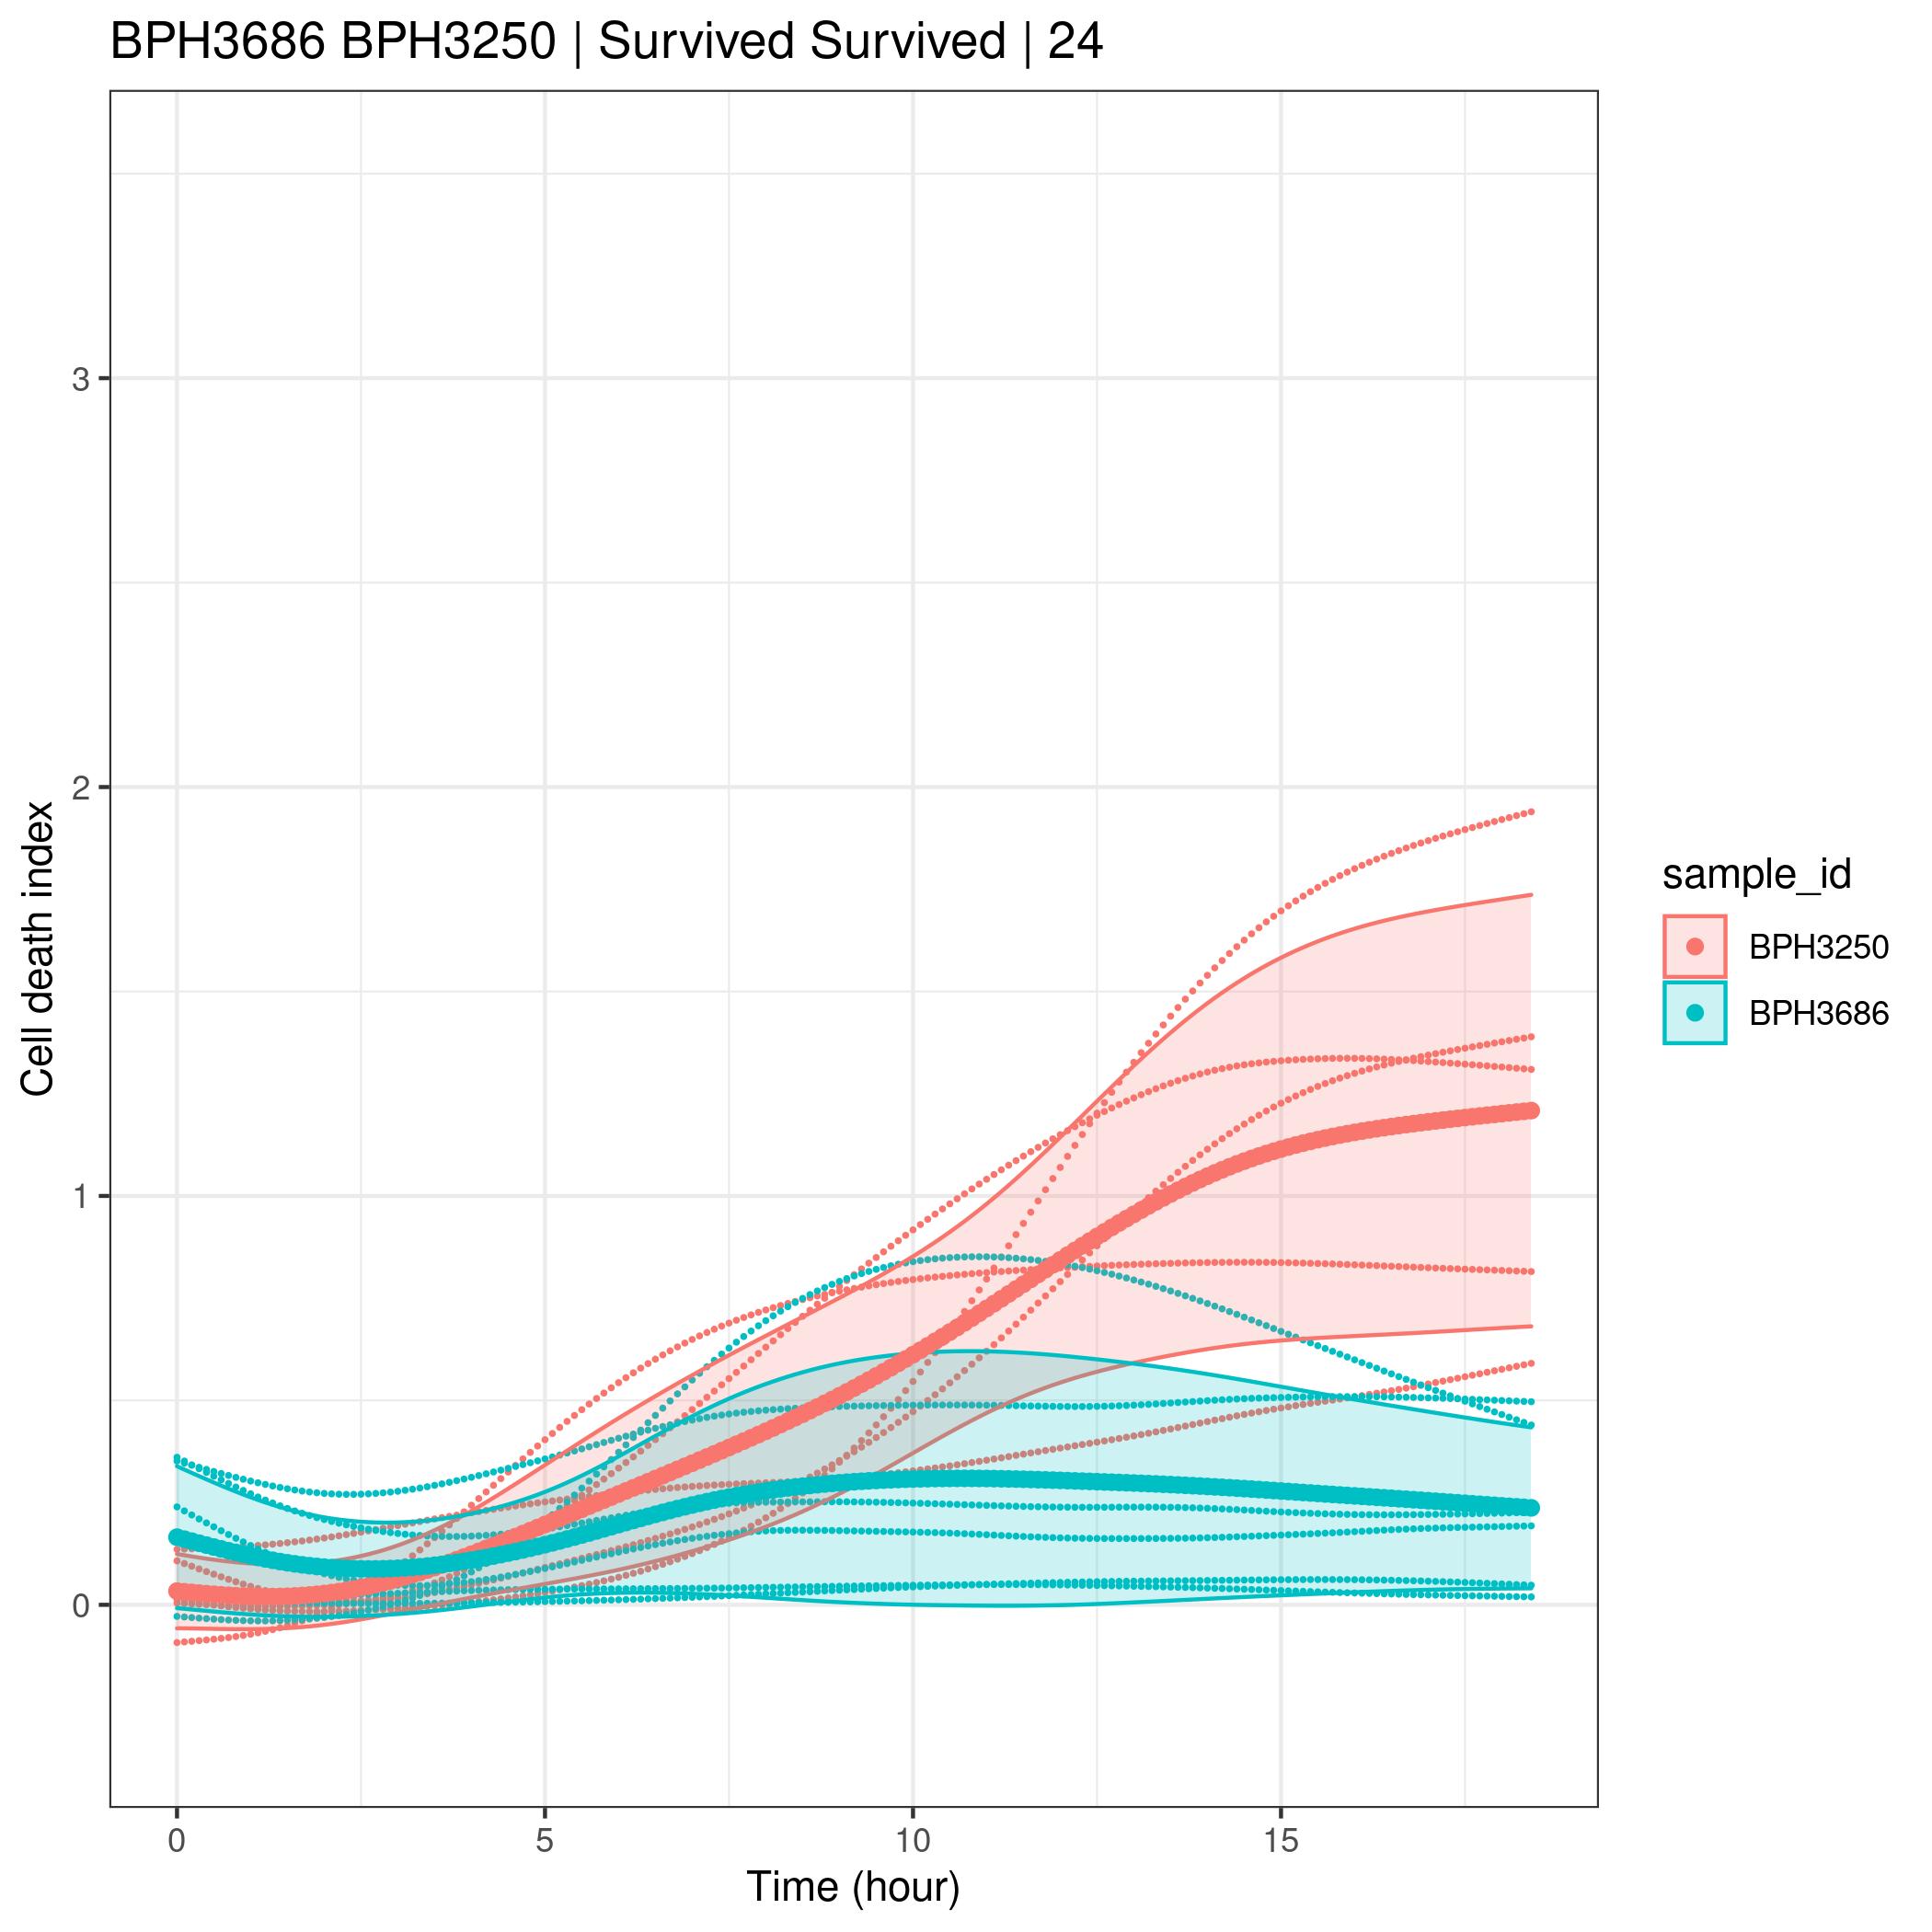 BPH3686 BPH3250 | Survived Survived | 24
Cell death index
3
2
1
0
0 5 10 15
Time (hour)
sample_id
BPH3250
BPH3686